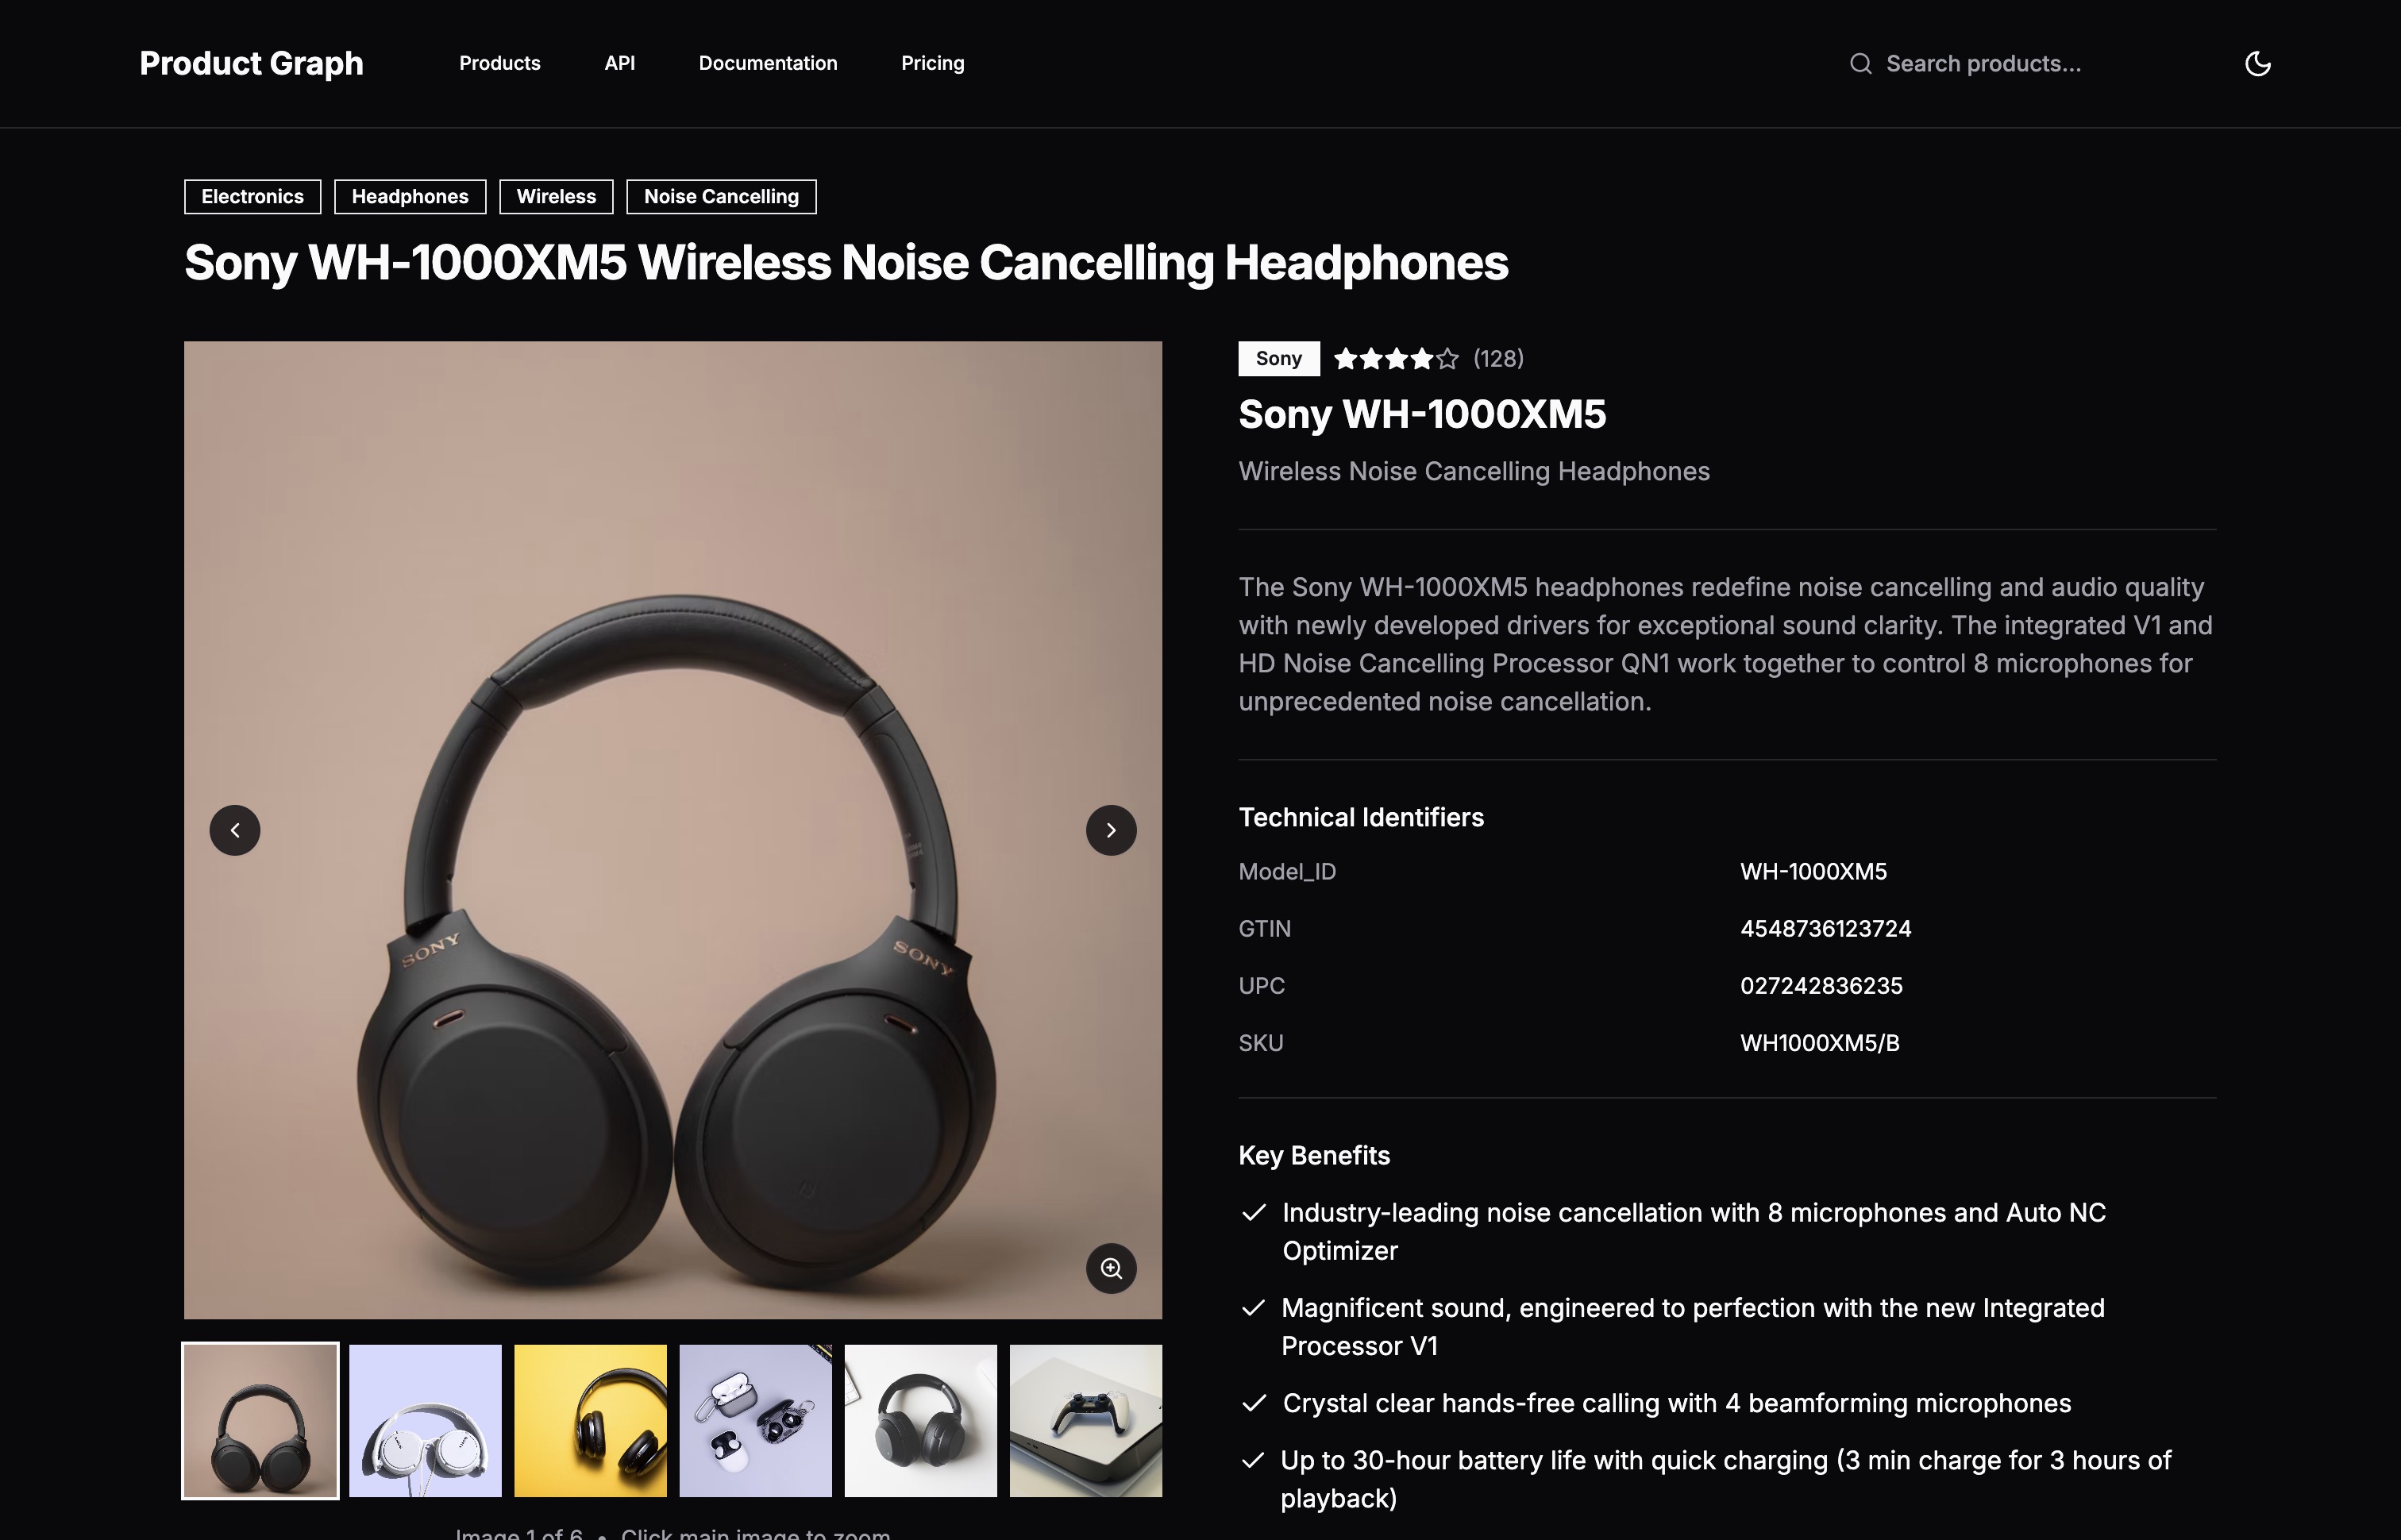 Product Graph
Products
API
Documentation
Pricing
Search products...
Electronics
Headphones
Wireless
Noise Cancelling
Sony WH-1000XM5 Wireless Noise Cancelling Headphones
SONY
SONY
Sony
(128)
Sony WH-1000XM5
Wireless Noise Cancelling Headphones
The Sony WH-1000XM5 headphones redefine noise cancelling and audio quality
with newly developed drivers for exceptional sound clarity. The integrated V1 and
HD Noise Cancelling Processor QN1 work together to control 8 microphones for
unprecedented noise cancellation.
Technical Identifiers
Model_ID
WH-1000XM5
GTIN
4548736123724
UPC
027242836235
SKU
WH1000XM5/B
Key Benefits
Industry-leading noise cancellation with 8 microphones and Auto NC
Optimizer
Magnificent sound, engineered to perfection with the new Integrated
Processor V1
Crystal clear hands-free calling with 4 beamforming microphones
Up to 30-hour battery life with quick charging (3 min charge for 3 hours of
playback)
Image 1 of 6 • Click main image to zoom